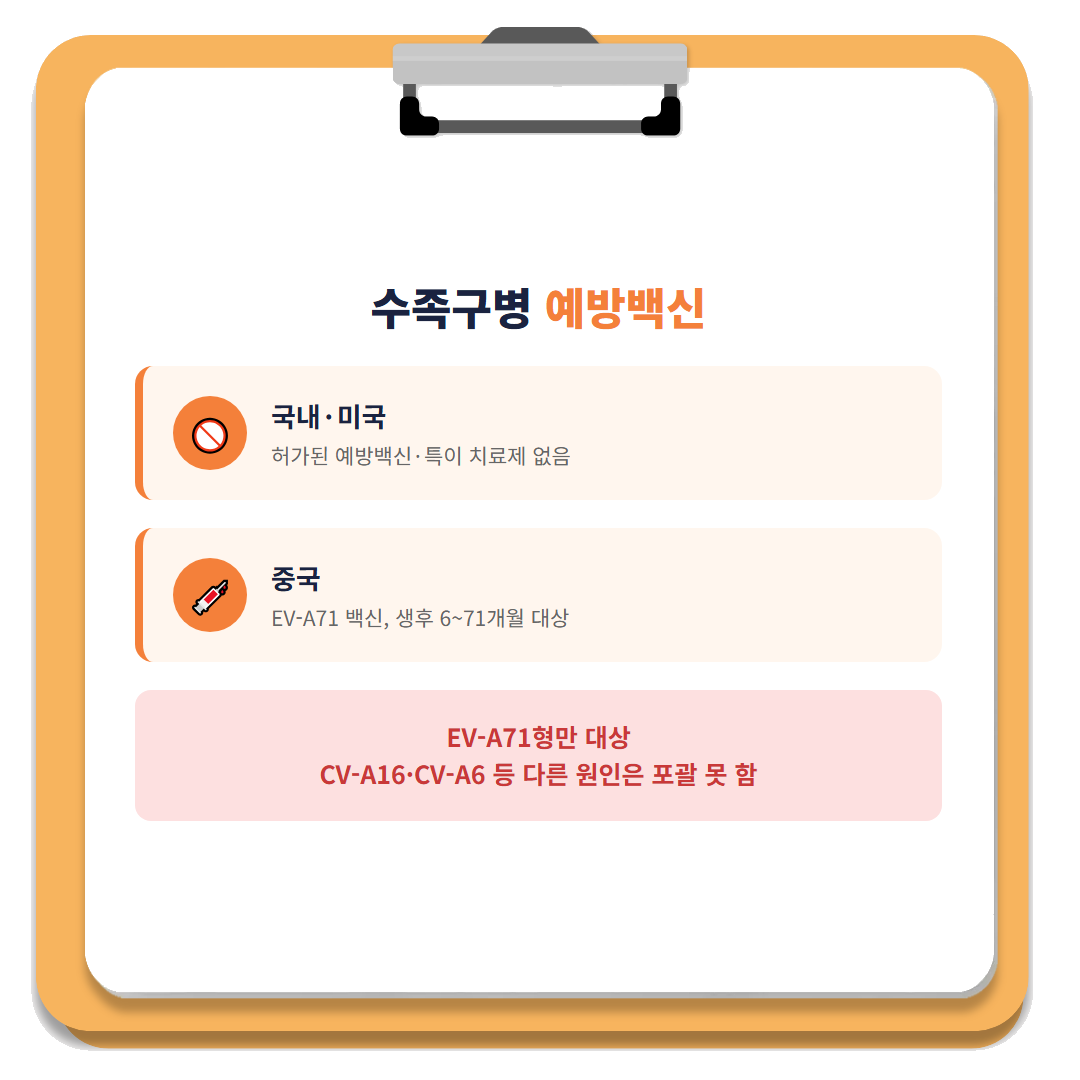 수족구병 예방백신
국내·미국
허가된 예방백신·특이 치료제 없음
중국
EV-A71 백신, 생후 6~71개월 대상
EV-A71형만 대상
CV-A16·CV-A6 등 다른 원인은 포괄 못 함